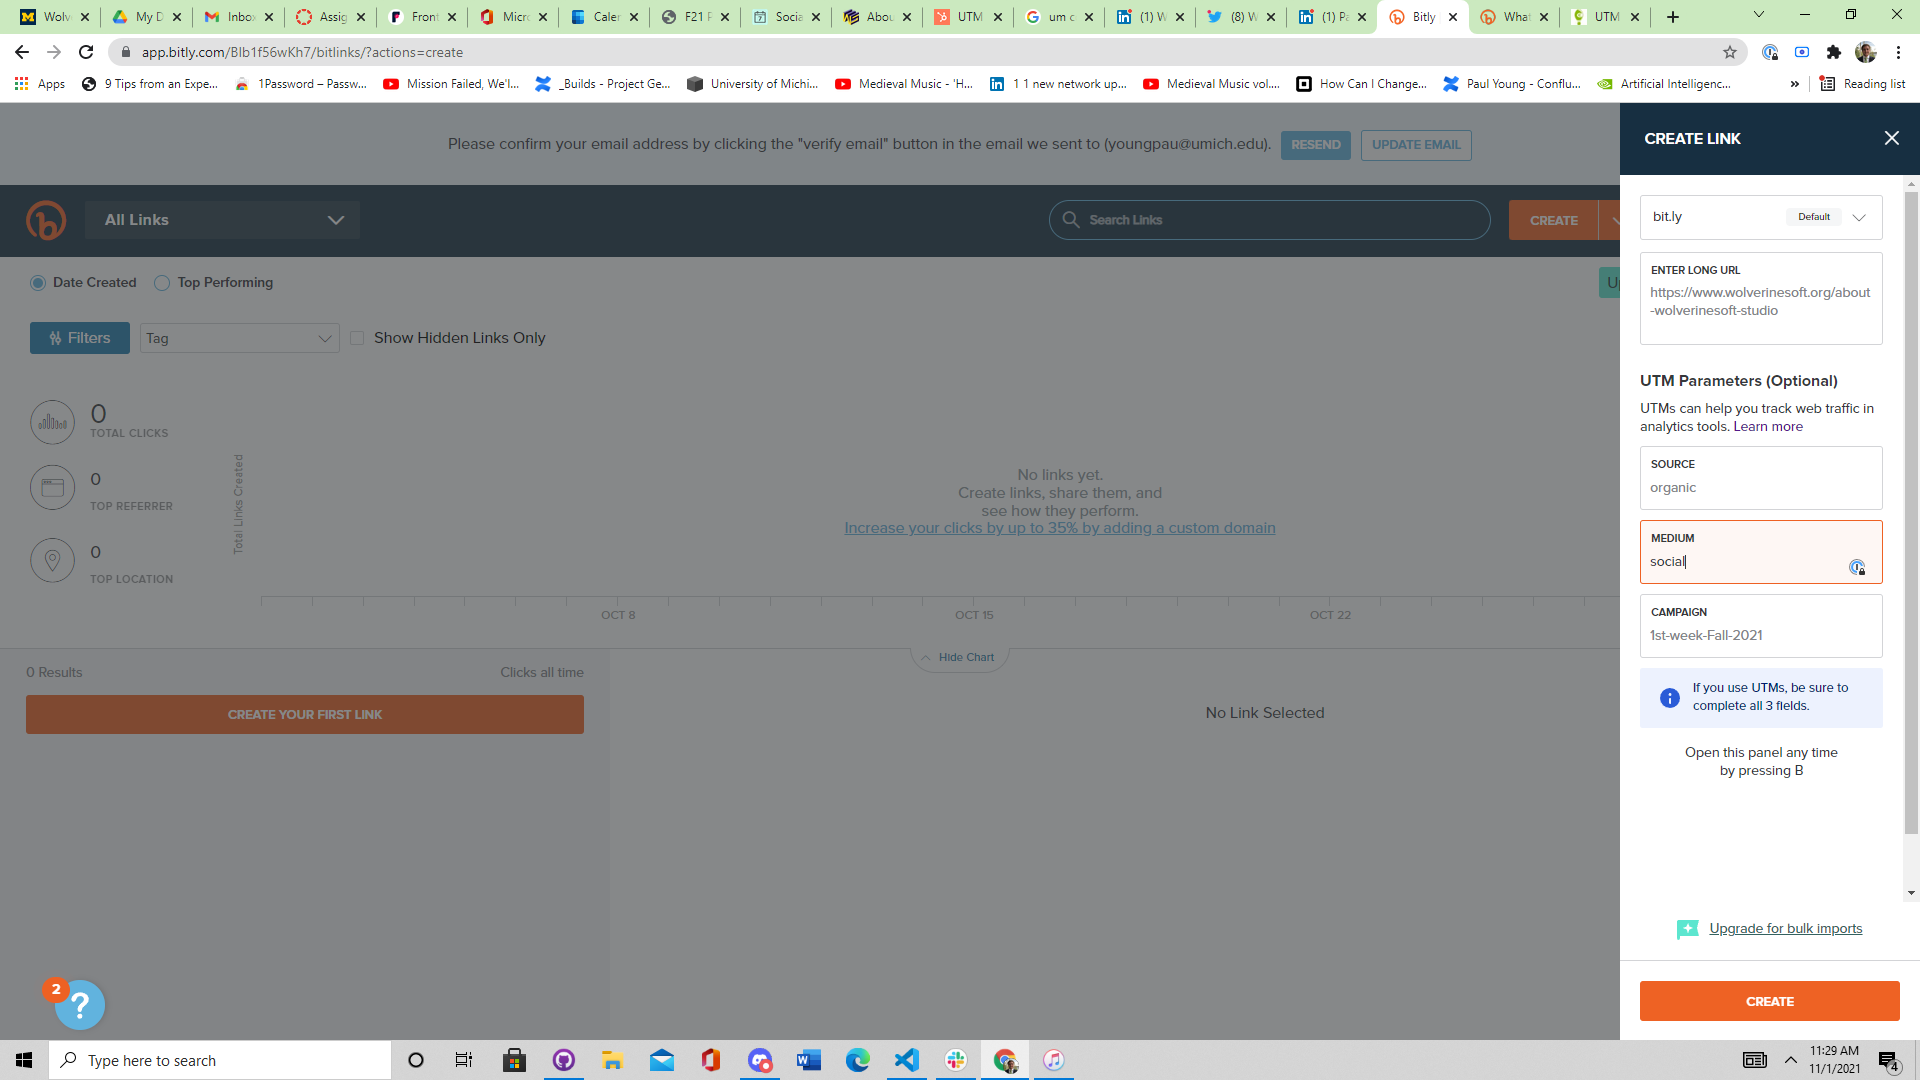 Wolv
My D
Inbox
Assig
Front
Micro
Caler
F21 F
Socia
Abou
UTM
um c
(1) W
(8) W
(1) Pa
Bitly
What
UTM
app.bitly.com/Blb1f56wKh7/bitlinks/?actions=create
Apps
9 Tips from an Expe...
1Password – Passw...
Mission Failed, We'l...
_Builds - Project Ge...
University of Michi...
Medieval Music - 'H...
1 1 new network up...
Medieval Music vol....
How Can I Change...
Paul Young - Conflu...
Artificial Intelligenc...
»
Reading list
Please confirm your email address by clicking the "verify email" button in the email we sent to (youngpau@umich.edu).
RESEND
UPDATE EMAIL
All Links
Search Links
CREATE
Date Created
Top Performing
Up
Filters
Tag
Show Hidden Links Only
0
TOTAL CLICKS
0
TOP REFERRER
0
TOP LOCATION
Total Links Created
No links yet.
Create links, share them, and
see how they perform.
Increase your clicks by up to 35% by adding a custom domain
OCT 8
OCT 15
OCT 22
Hide Chart
0 Results
Clicks all time
CREATE YOUR FIRST LINK
No Link Selected
CREATE LINK
bit.ly
Default
ENTER LONG URL
https://www.wolverinesoft.org/about
-wolverinesoft-studio
UTM Parameters (Optional)
UTMs can help you track web traffic in
analytics tools. Learn more
SOURCE
organic
MEDIUM
social
CAMPAIGN
1st-week-Fall-2021
If you use UTMs, be sure to
complete all 3 fields.
Open this panel any time
by pressing B
Upgrade for bulk imports
CREATE
2
?
Type here to search
11:29 AM
11/1/2021
4